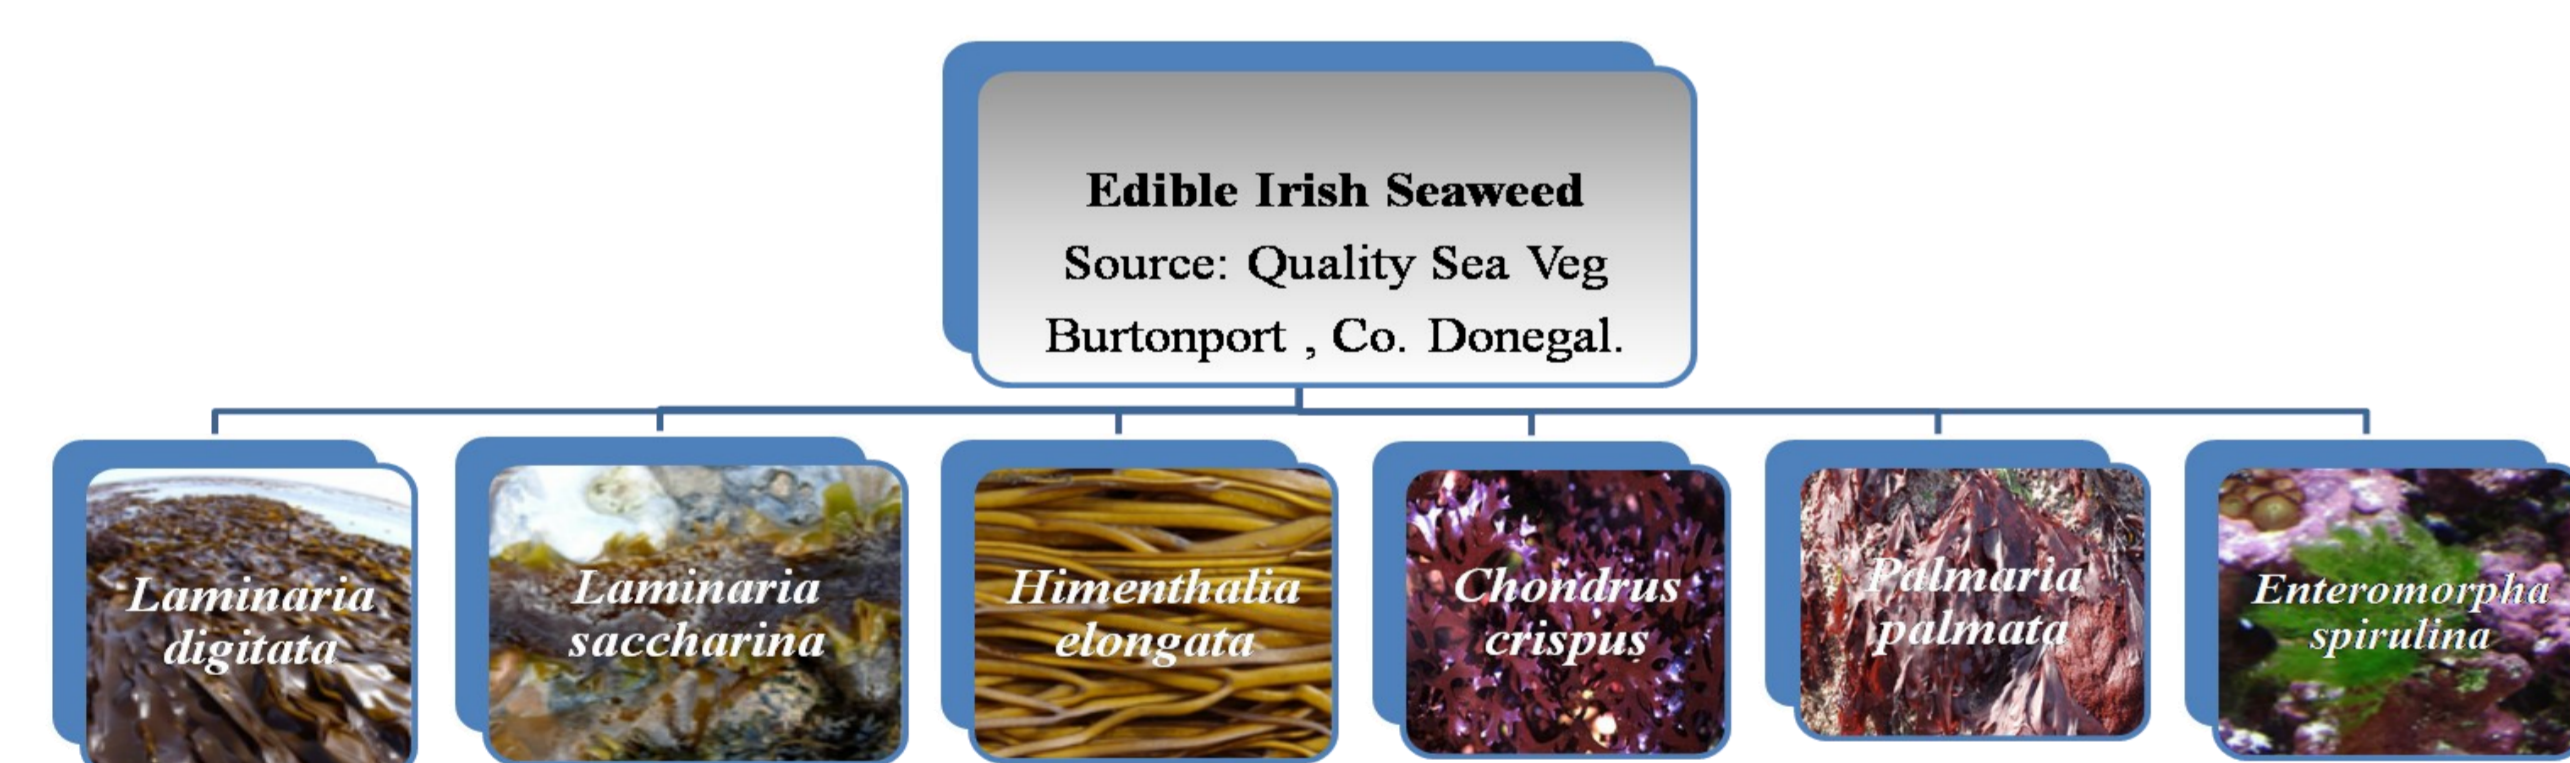 Edible Irish Seaweed
Source: Quality Sea Veg
Burtonport , Co. Donegal.
Laminaria
digitata
Laminaria
saccharina
Himenthalia
elongata
Chondrus
crispus
Palmaria
palmata
Enteromorpha
spirulina